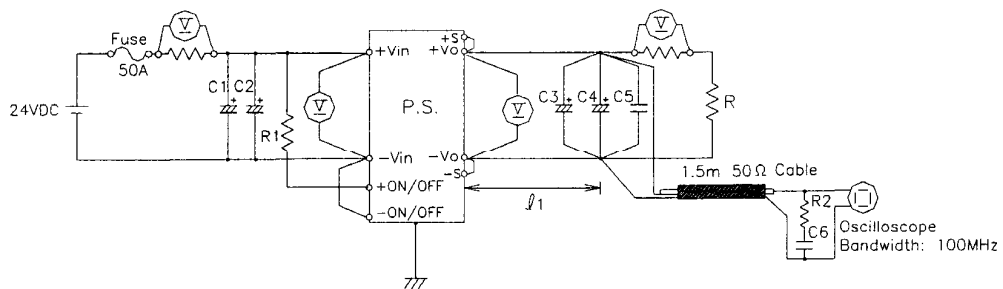 Fuse
50A
V
24VDC
C1
C2
R1
V
+Vin
-Vin
+ON/OFF
-ON/OFF
P.S.
+S
+Vo
-Vo
-S
V
C3
C4
C5
V
R
ℓ1
1.5m 50Ω Cable
R2
C6
Oscilloscope
Bandwidth: 100MHz